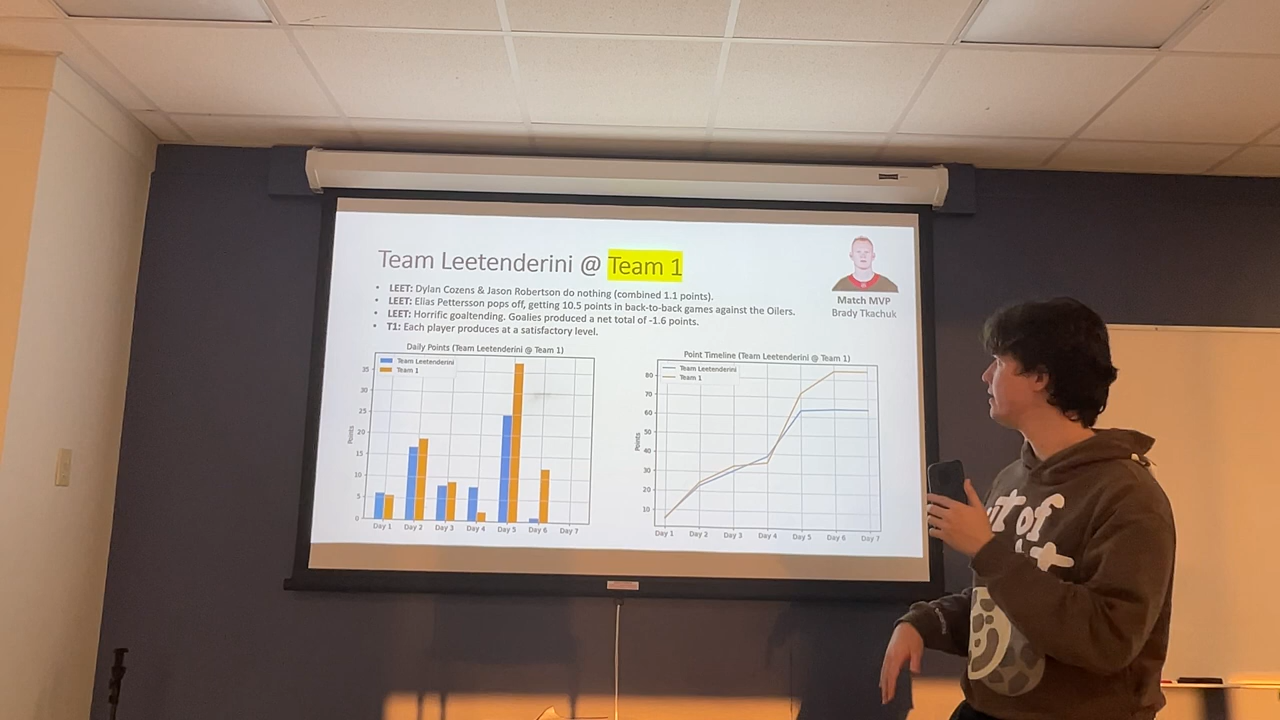 Team Leetenderini @ Team 1
• LEET: Dylan Cozens & Jason Robertson do nothing (combined 1.1 points).
• LEET: Elias Pettersson pops off, getting 10.5 points in back-to-back games against the Oilers.
• LEET: Horrific goaltending. Goalies produced a net total of -1.6 points.
• T1: Each player produces at a satisfactory level.
Match MVP
Brady Tkachuk
Daily Points (Team Leetenderini @ Team 1)
Team Leetenderini
Team 1
Points
35
30
25
20
15
10
5
0
Day 1 Day 2 Day 3 Day 4 Day 5 Day 6 Day 7
Point Timeline (Team Leetenderini @ Team 1)
Team Leetenderini
Team 1
Points
80
70
60
50
40
30
20
10
Day 1 Day 2 Day 3 Day 4 Day 5 Day 6 Day 7
of